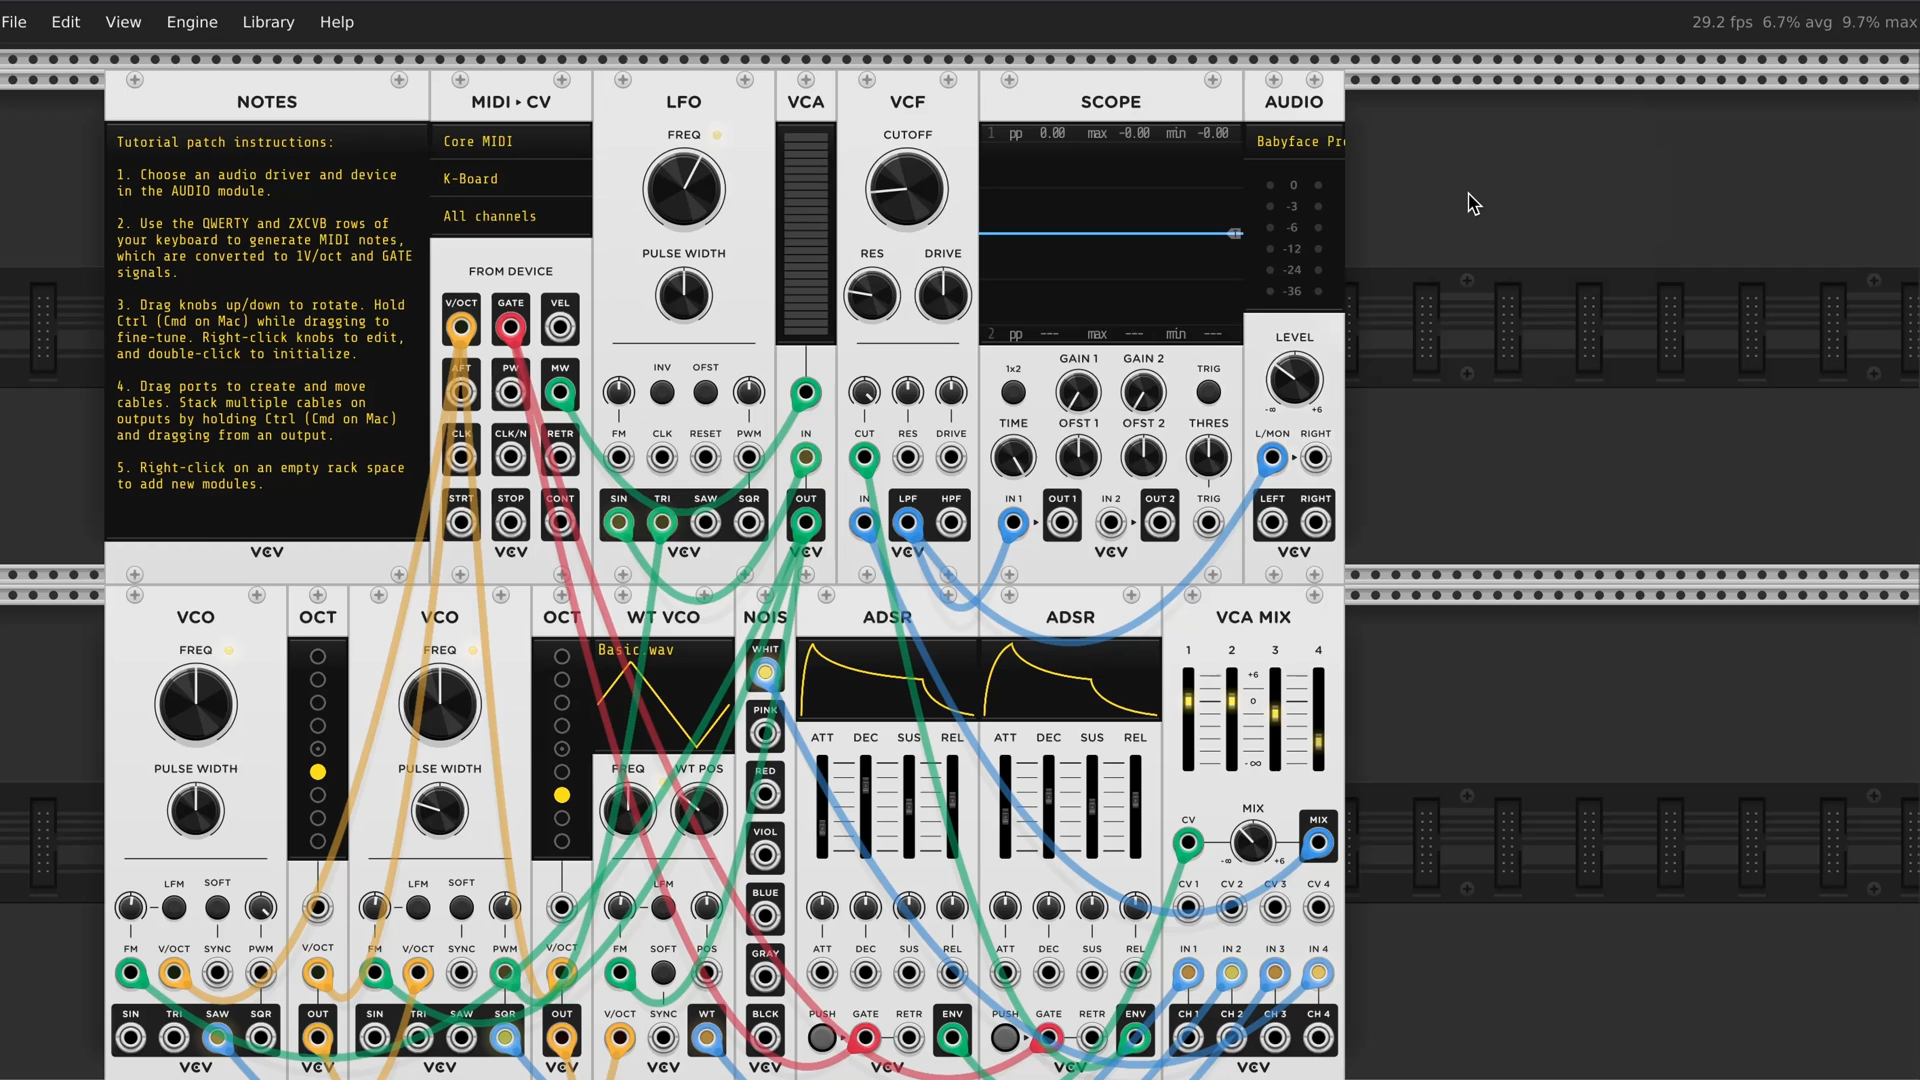 File Edit View Engine Library Help
29.2 fps 6.7% avg 9.7% max
NOTES
Tutorial patch instructions:
1. Choose an audio driver and device
in the AUDIO module.
2. Use the QWERTY and ZXCVB rows of
your keyboard to generate MIDI notes,
which are converted to 1V/oct and GATE
signals.
3. Drag knobs up/down to rotate. Hold
Ctrl (Cmd on Mac) while dragging to
fine-tune. Right-click knobs to edit,
and double-click to initialize.
4. Drag ports to create and move
cables. Stack multiple cables on
outputs by holding Ctrl (Cmd on Mac)
and dragging from an output.
5. Right-click on an empty rack space
to add new modules.
VCV
MIDI ▸ CV
Core MIDI
K-Board
All channels
FROM DEVICE
V/OCT GATE VEL
AFT PW MW
CLK CLK/N RETR
STRT STOP CONT
VCV
LFO
FREQ
PULSE WIDTH
INV OFST
FM CLK RESET PWM
SIN TRI SAW SQR
VCV
VCA
IN
OUT
VCV
VCF
CUTOFF
RES DRIVE
CUT RES DRIVE
IN LPF HPF
VCV
SCOPE
1 pp 0.00 max -0.00 min -0.00
2 pp --- max --- min ---
1x2 GAIN 1 GAIN 2 TRIG
TIME OFST 1 OFST 2 THRES
IN 1 OUT 1 IN 2 OUT 2 TRIG
VCV
AUDIO
Babyface Pro
0
-3
-6
-12
-24
-36
LEVEL
-∞ +6
L/MON RIGHT
LEFT RIGHT
VCV
VCO
FREQ
PULSE WIDTH
LFM SOFT
FM V/OCT SYNC PWM
SIN TRI SAW SQR
VCV
OCT
V/OCT
OUT
VCV
VCO
FREQ
PULSE WIDTH
LFM SOFT
FM V/OCT SYNC PWM
SIN TRI SAW SQR
VCV
OCT
V/OCT
OUT
VCV
WT VCO
Basic.wav
FREQ WT POS
LFM
FM SOFT POS
V/OCT SYNC WT
VCV
NOIS
WHIT
PINK
RED
VIOL
BLUE
GRAY
BLCK
VCV
ADSR
ATT DEC SUS REL
ATT DEC SUS REL
PUSH GATE RETR ENV
VCV
ADSR
ATT DEC SUS REL
ATT DEC SUS REL
PUSH GATE RETR ENV
VCV
VCA MIX
1 2 3 4
+6
0
-∞
MIX
CV -∞ +6 MIX
CV 1 CV 2 CV 3 CV 4
IN 1 IN 2 IN 3 IN 4
CH 1 CH 2 CH 3 CH 4
VCV